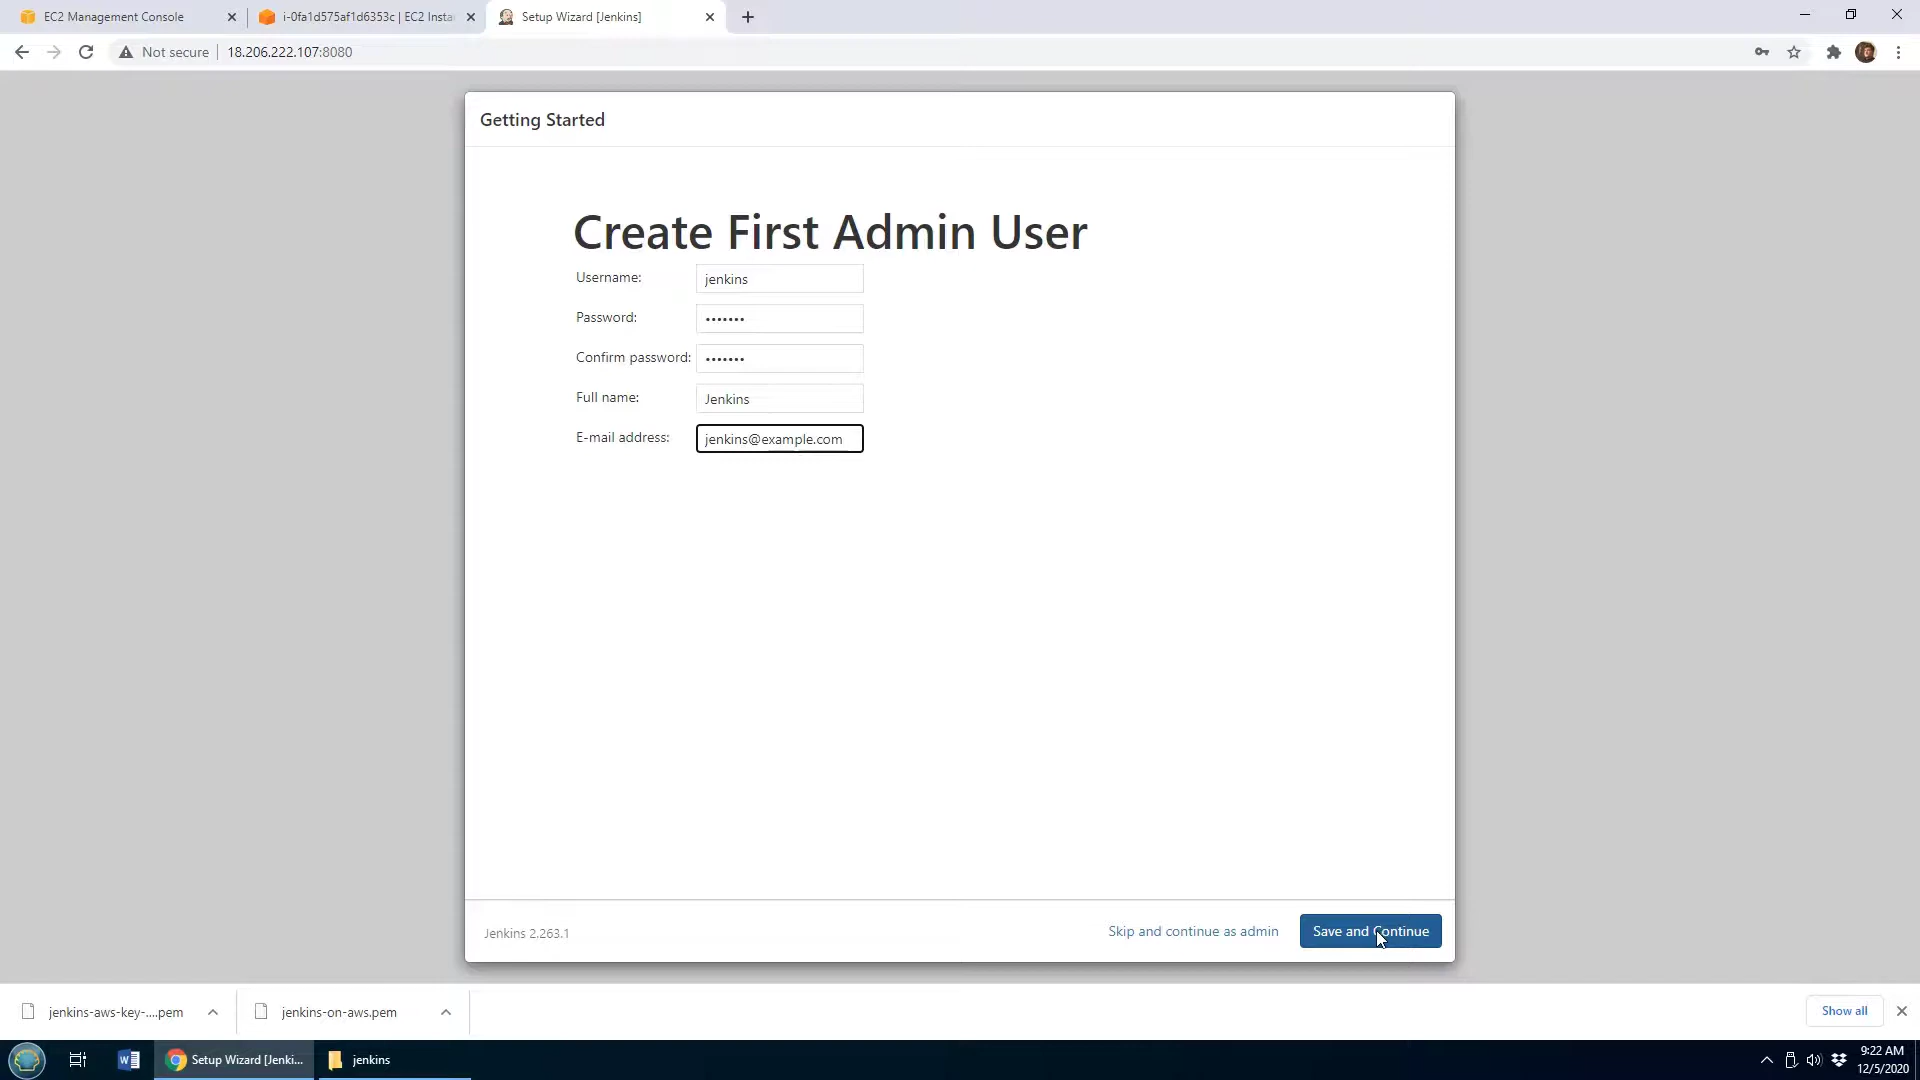 EC2 Management Console
i-0fa1d575af1d6353c | EC2 Insta
Setup Wizard [Jenkins]
Not secure
18.206.222.107:8080
Getting Started
Create First Admin User
Username:
jenkins
Password:
•••••••
Confirm password:
•••••••
Full name:
Jenkins
E-mail address:
jenkins@example.com
Jenkins 2.263.1
Skip and continue as admin
Save and Continue
jenkins-aws-key-....pem
jenkins-on-aws.pem
Show all
Setup Wizard [Jenki...
jenkins
9:22 AM
12/5/2020